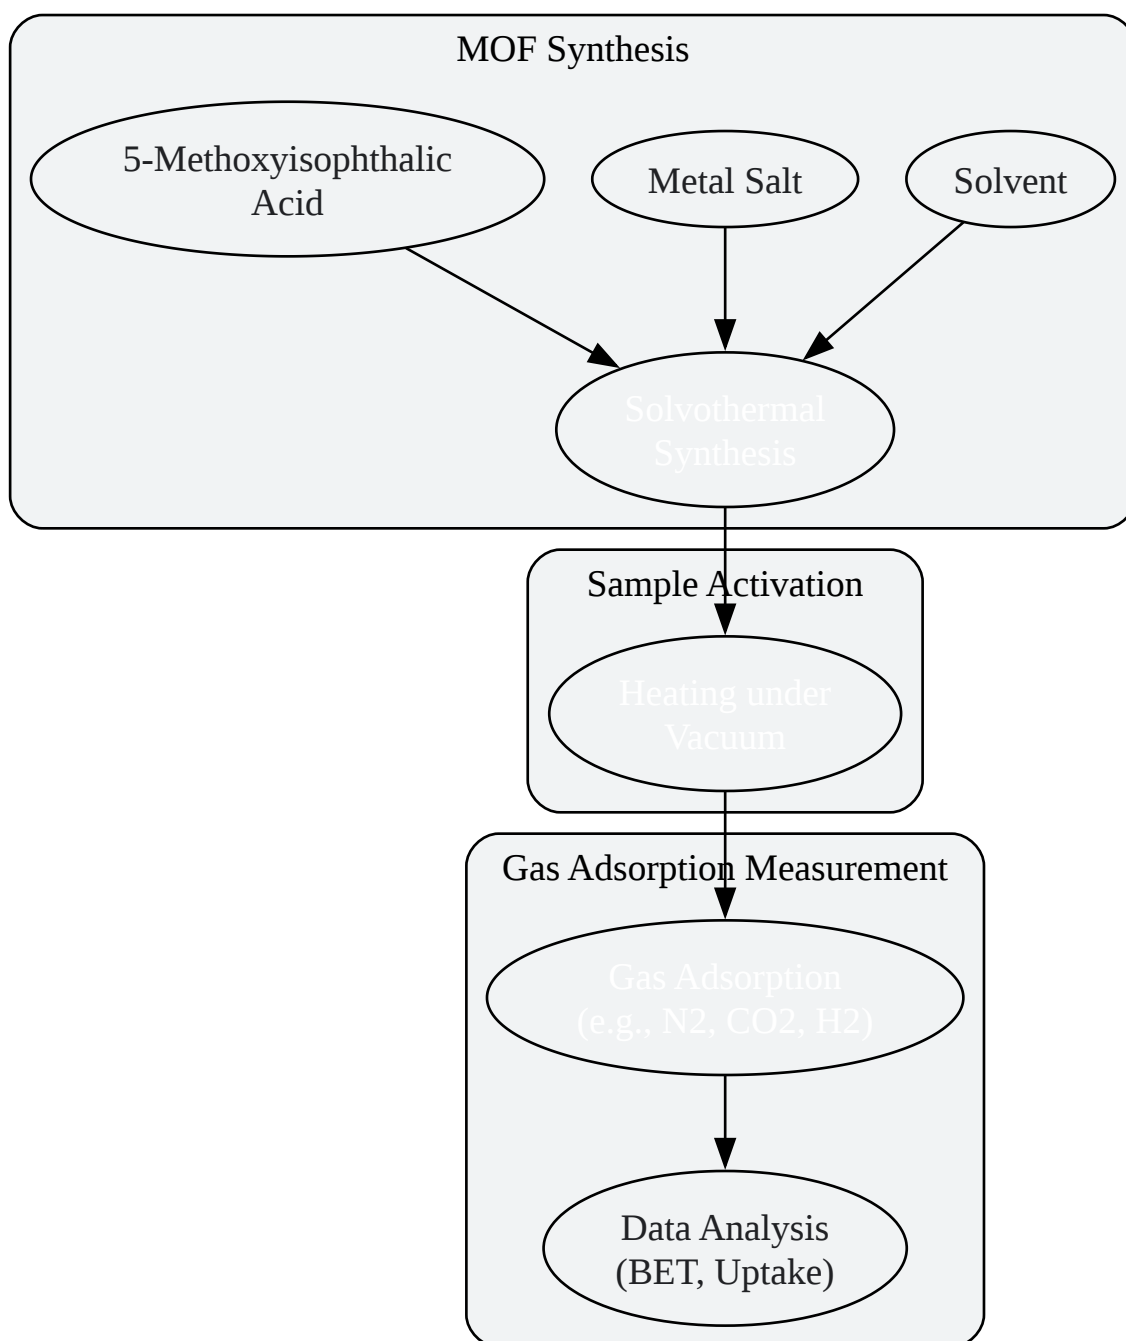 MOF Synthesis
5-Methoxyisophthalic
Acid
Metal Salt
Solvent
Solvothermal
Synthesis
Sample Activation
Heating under
Vacuum
Gas Adsorption Measurement
Gas Adsorption
(e.g., N2, CO2, H2)
Data Analysis
(BET, Uptake)